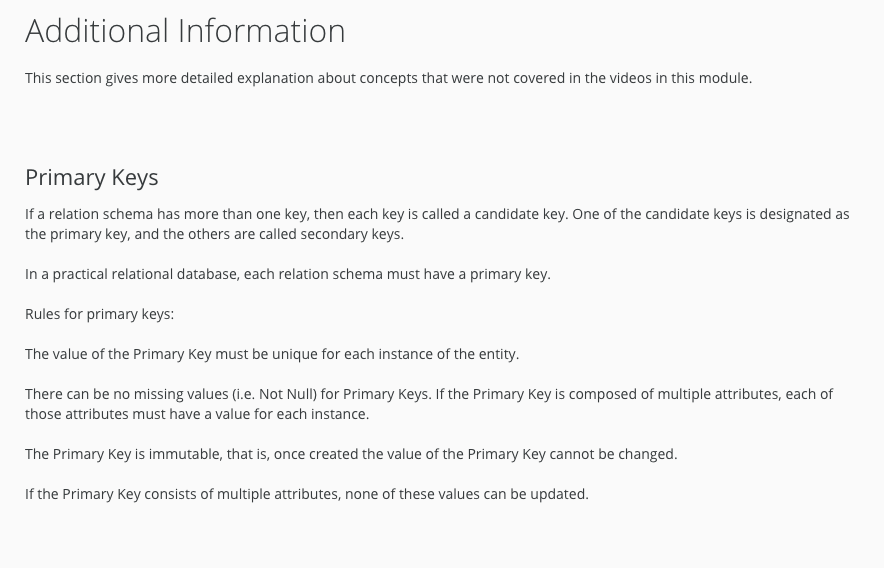 Additional Information
This section gives more detailed explanation about concepts that were not covered in the videos in this module.
Primary Keys
If a relation schema has more than one key, then each key is called a candidate key. One of the candidate keys is designated as
the primary key, and the others are called secondary keys.
In a practical relational database, each relation schema must have a primary key.
Rules for primary keys:
The value of the Primary Key must be unique for each instance of the entity.
There can be no missing values (i.e. Not Null) for Primary Keys. If the Primary Key is composed of multiple attributes, each of
those attributes must have a value for each instance.
The Primary Key is immutable, that is, once created the value of the Primary Key cannot be changed.
If the Primary Key consists of multiple attributes, none of these values can be updated.